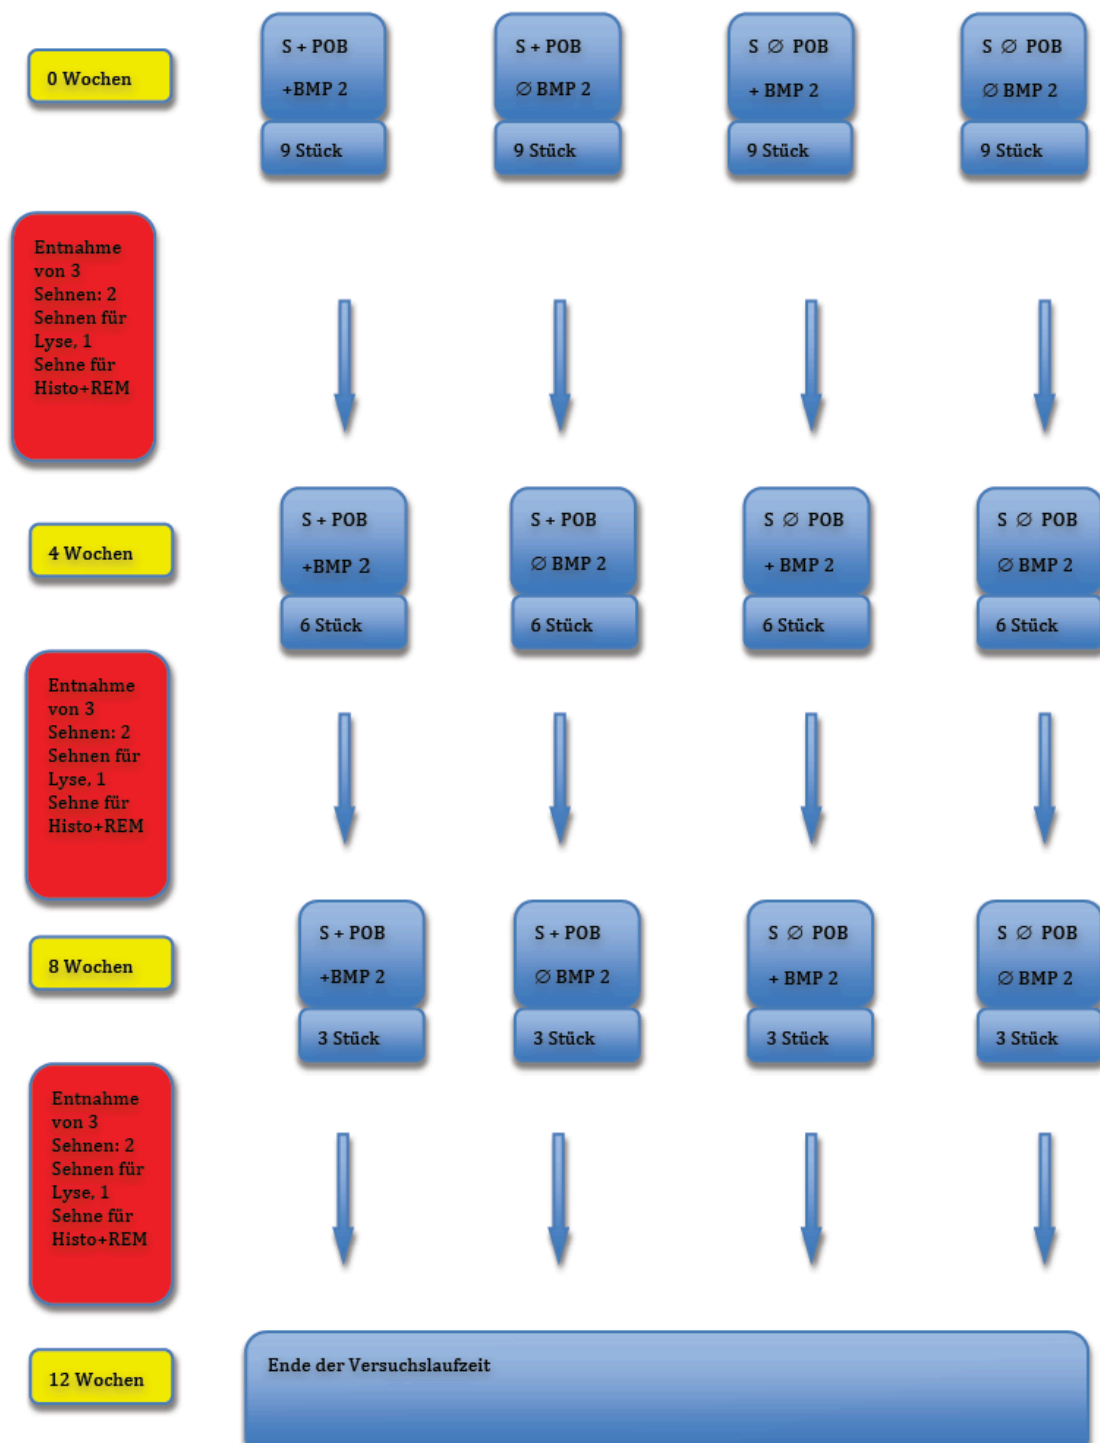 0 Wochen
S + POB
+BMP 2
9 Stück
S + POB
∅ BMP 2
9 Stück
S ∅ POB
+ BMP 2
9 Stück
S ∅ POB
∅ BMP 2
9 Stück
Entnahme
von 3
Sehnen: 2
Sehnen für
Lyse, 1
Sehne für
Histo+REM
4 Wochen
S + POB
+BMP 2
6 Stück
S + POB
∅ BMP 2
6 Stück
S ∅ POB
+ BMP 2
6 Stück
S ∅ POB
∅ BMP 2
6 Stück
Entnahme
von 3
Sehnen: 2
Sehnen für
Lyse, 1
Sehne für
Histo+REM
8 Wochen
S + POB
+BMP 2
3 Stück
S + POB
∅ BMP 2
3 Stück
S ∅ POB
+ BMP 2
3 Stück
S ∅ POB
∅ BMP 2
3 Stück
Entnahme
von 3
Sehnen: 2
Sehnen für
Lyse, 1
Sehne für
Histo+REM
12 Wochen
Ende der Versuchslaufzeit